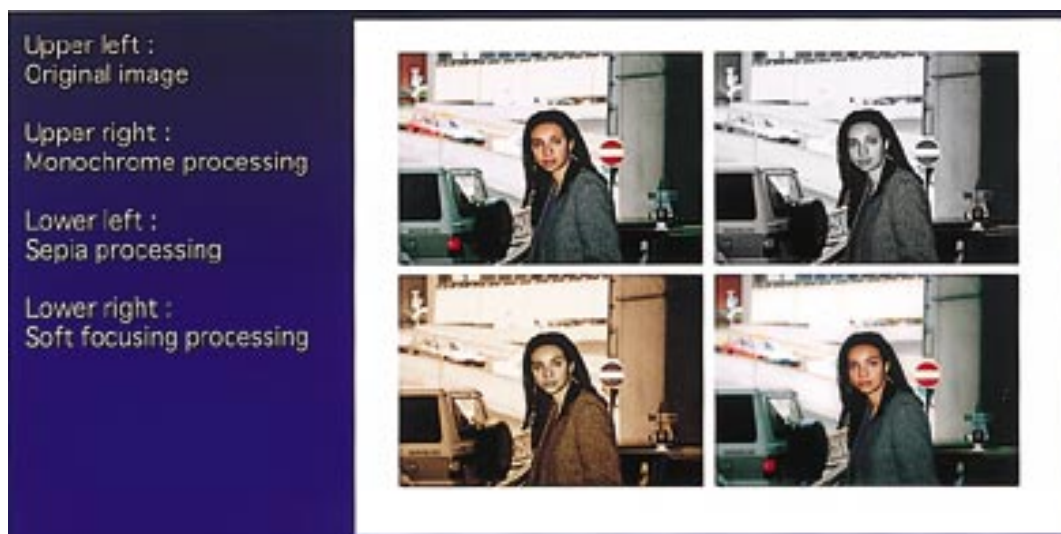 Upper left :
Original image
Upper right :
Monochrome processing
Lower left :
Sepia processing
Lower right :
Soft focusing processing